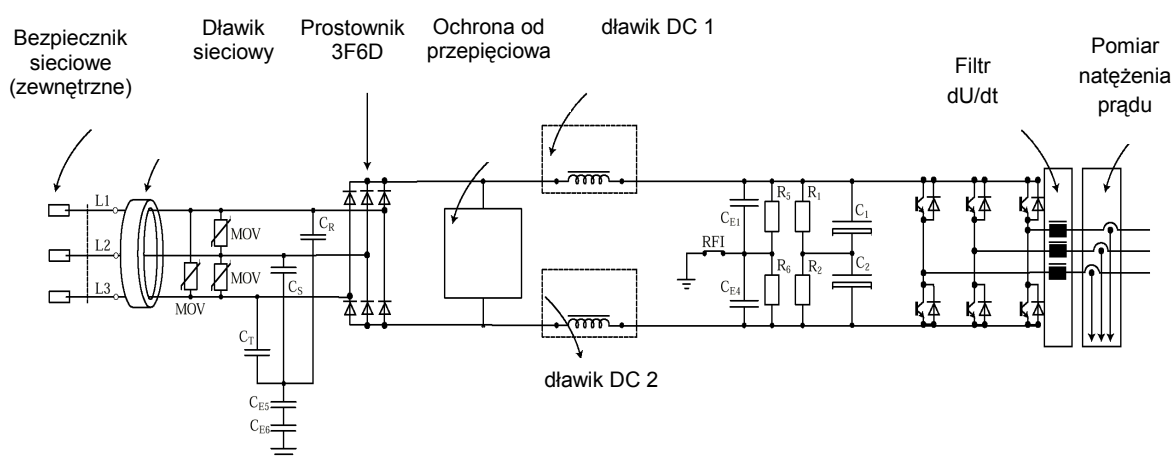 Bezpiecznik
sieciowe
(zewnętrzne)
Dławik
sieciowy
Prostownik
3F6D
Ochrona od
przepięciowa
dławik DC 1
Filtr
dU/dt
Pomiar
natężenia
prądu
L1
L2
L3
MOV
MOV
MOV
CR
CS
CT
CE5
CE6
dławik DC 2
RFI
CE1
CE4
R5
R6
R1
R2
C1
C2